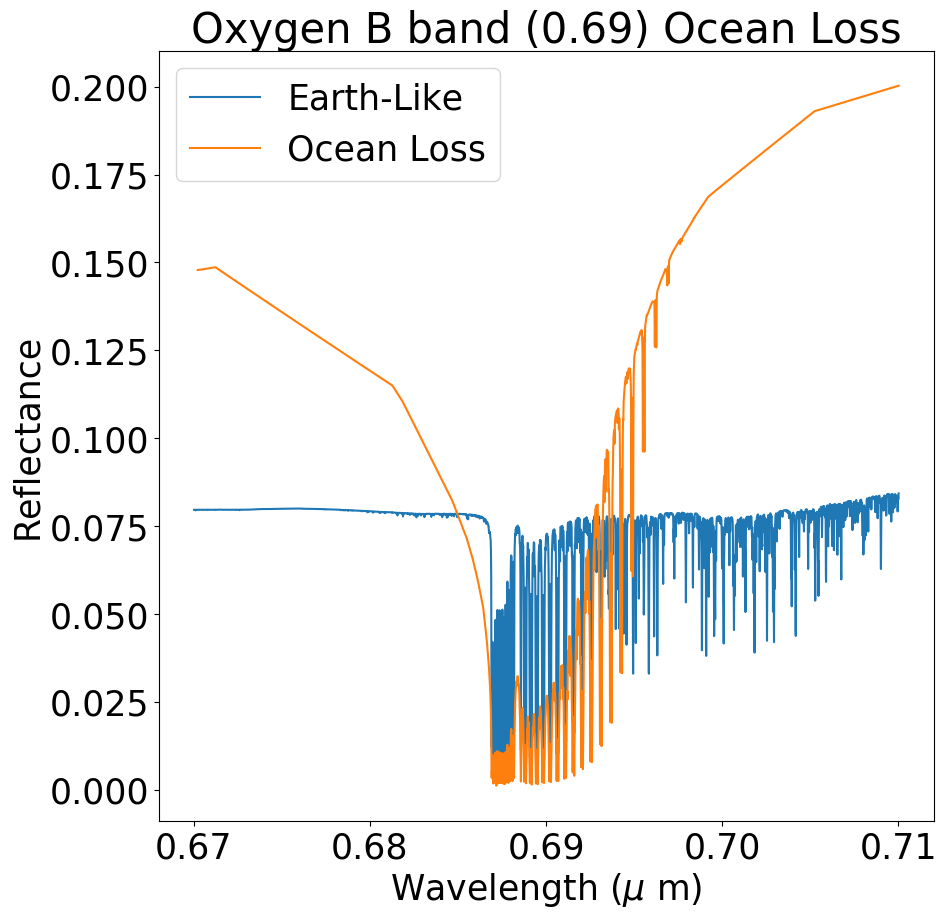 Oxygen B band (0.69) Ocean Loss
Earth-Like
Ocean Loss
0.200
0.175
0.150
0.125
0.100
0.075
0.050
0.025
0.000
Reflectance
0.67 0.68 0.69 0.70 0.71
Wavelength (μ m)